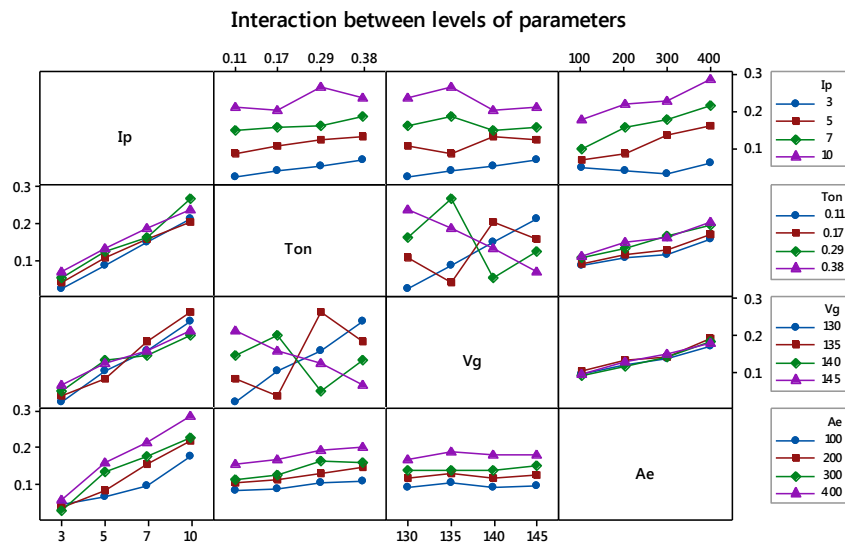 Interaction between levels of parameters
0.11 0.17 0.29 0.38
100 200 300 400
Ip
0.3
0.2
0.1
Ip
3
5
7
10
0.3
0.2
0.1
Ton
Ton
0.11
0.17
0.29
0.38
Vg
0.3
0.2
0.1
Vg
130
135
140
145
0.3
0.2
0.1
Ae
Ae
100
200
300
400
3 5 7 10
130 135 140 145